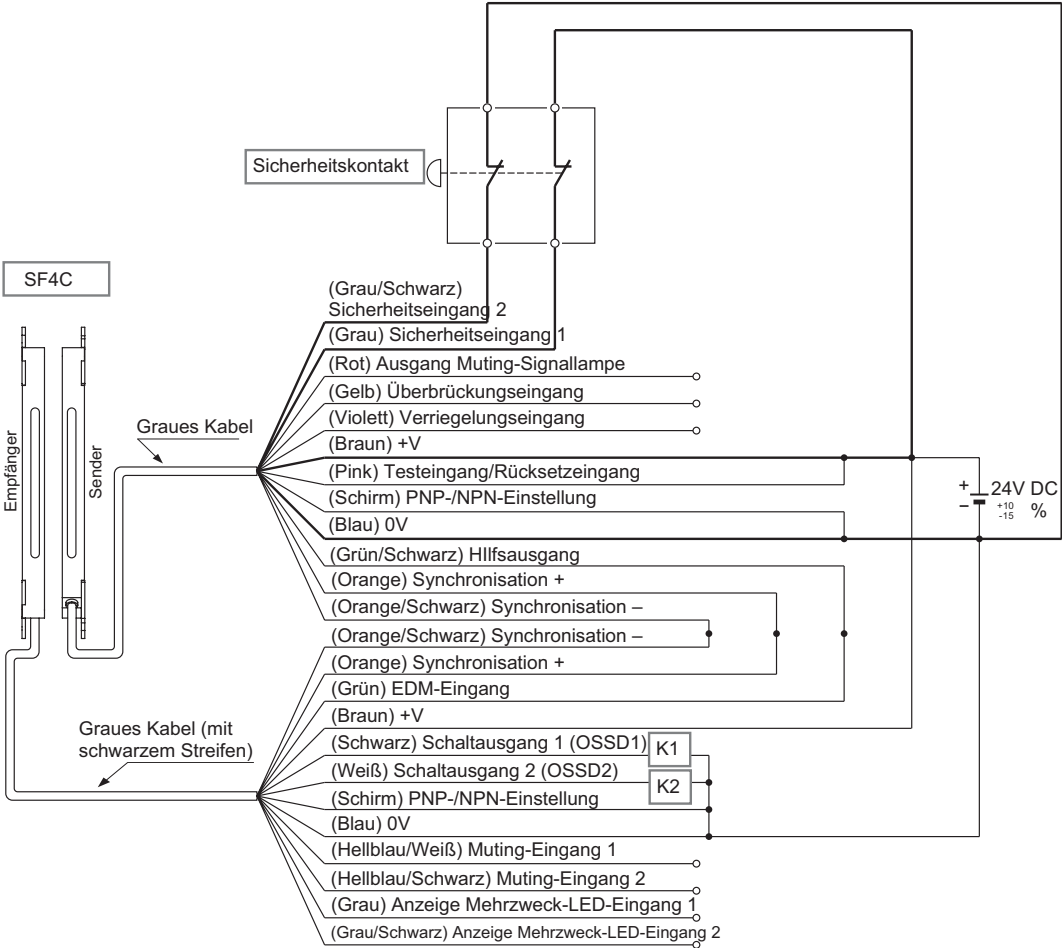 Sicherheitskontakt
SF4C
(Grau/Schwarz)
Sicherheitseingang 2
(Grau) Sicherheitseingang 1
(Rot) Ausgang Muting-Signallampe
(Gelb) Überbrückungseingang
(Violett) Verriegelungseingang
Graues Kabel
(Braun) +V
Empfänger
Sender
(Pink) Testeingang/Rücksetzeingang
(Schirm) PNP-/NPN-Einstellung
+
–
24V DC
+10
-15
%
(Blau) 0V
(Grün/Schwarz) HIlfsausgang
(Orange) Synchronisation +
(Orange/Schwarz) Synchronisation –
(Orange/Schwarz) Synchronisation –
(Orange) Synchronisation +
(Grün) EDM-Eingang
(Braun) +V
Graues Kabel (mit
schwarzem Streifen)
(Schwarz) Schaltausgang 1 (OSSD1)
K1
(Weiß) Schaltausgang 2 (OSSD2)
K2
(Schirm) PNP-/NPN-Einstellung
(Blau) 0V
(Hellblau/Weiß) Muting-Eingang 1
(Hellblau/Schwarz) Muting-Eingang 2
(Grau) Anzeige Mehrzweck-LED-Eingang 1
(Grau/Schwarz) Anzeige Mehrzweck-LED-Eingang 2